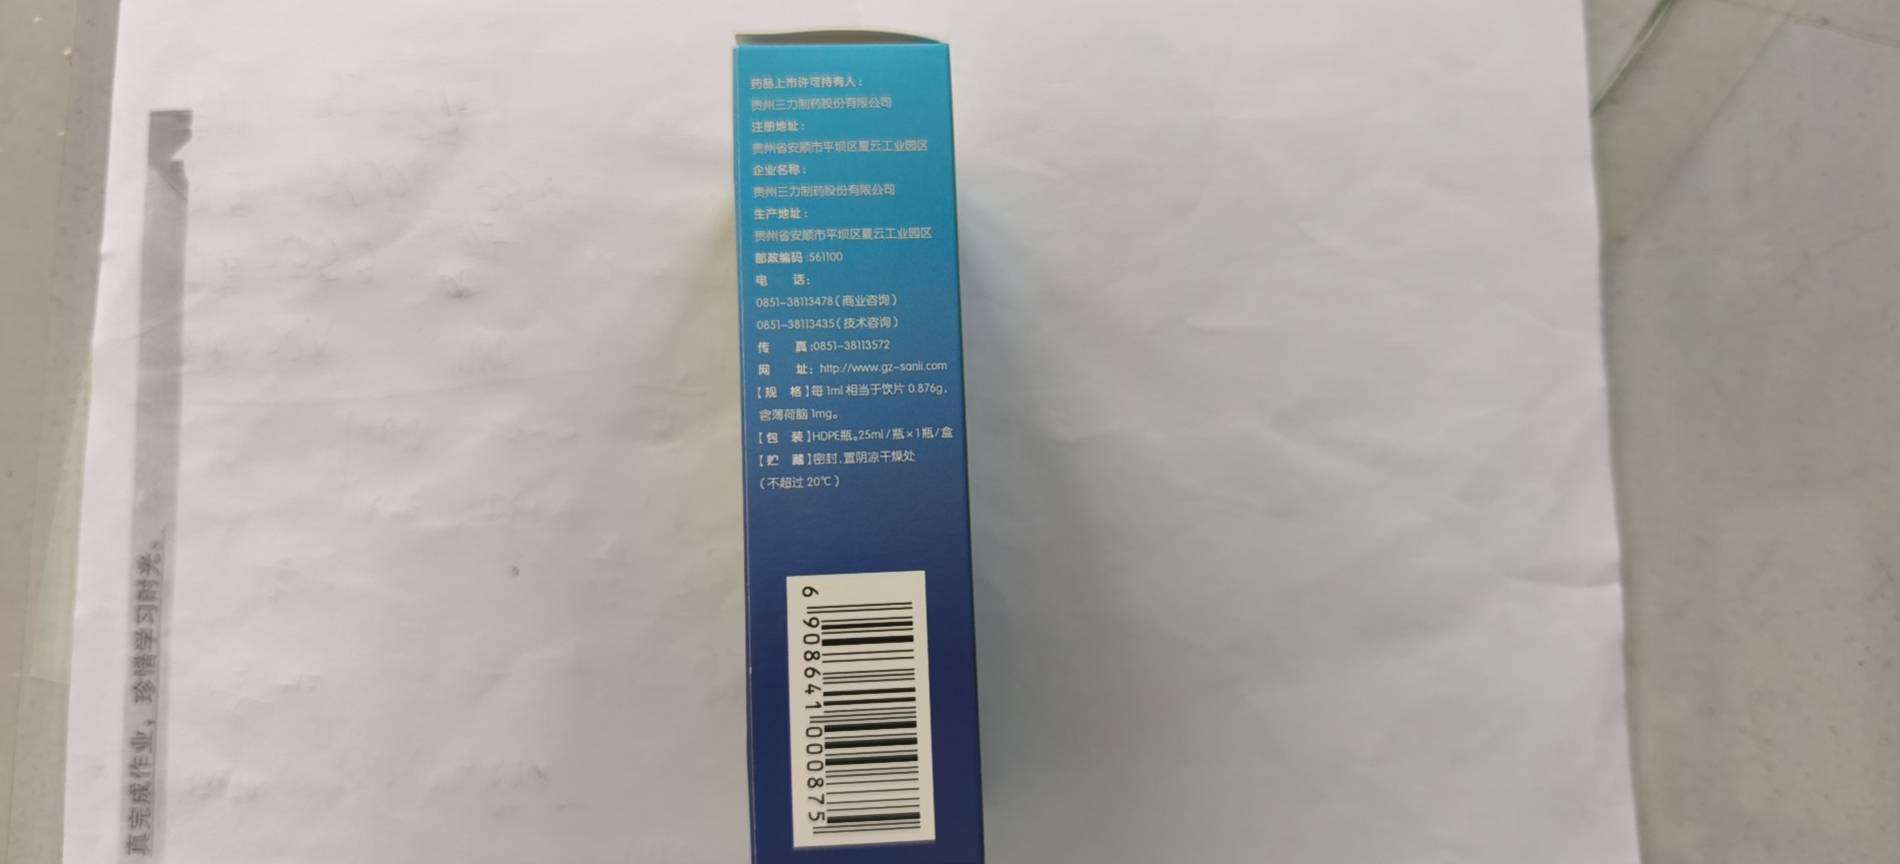 药品上市许可持有人：
贵州三力制药股份有限公司
注册地址：
贵州省安顺市平坝区夏云工业园区
企业名称：
贵州三力制药股份有限公司
生产地址：
贵州省安顺市平坝区夏云工业园区
邮政编码:561100
电 话：
0851-38113478（商业咨询）
0851-38113435（技术咨询）
传 真:0851-38113572
网 址：http://www.gz-sanli.com
【规 格】每1ml相当于饮片0.876g，
含薄荷脑1mg。
【包 装】HDPE瓶。25ml/瓶×1瓶/盒
【贮 藏】密封，置阴凉干燥处
（不超过20℃）
6 908641 000875
真完成作业，珍惜学习时光。